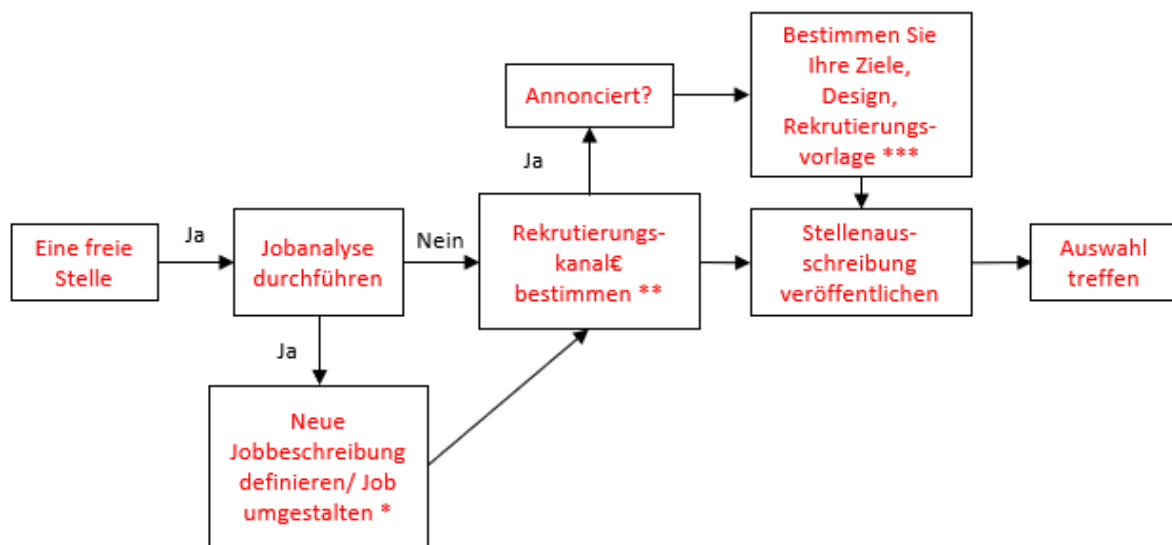 Eine freie
Stelle
Ja
Jobanalyse
durchführen
Ja
Neue
Jobbeschreibung
definieren/ Job
umgestalten *
Nein
Rekrutierungs-
kanal€
bestimmen **
Ja
Annonciert?
Bestimmen Sie
Ihre Ziele,
Design,
Rekrutierungs-
vorlage ***
Stellenaus-
schreibung
veröffentlichen
Auswahl
treffen